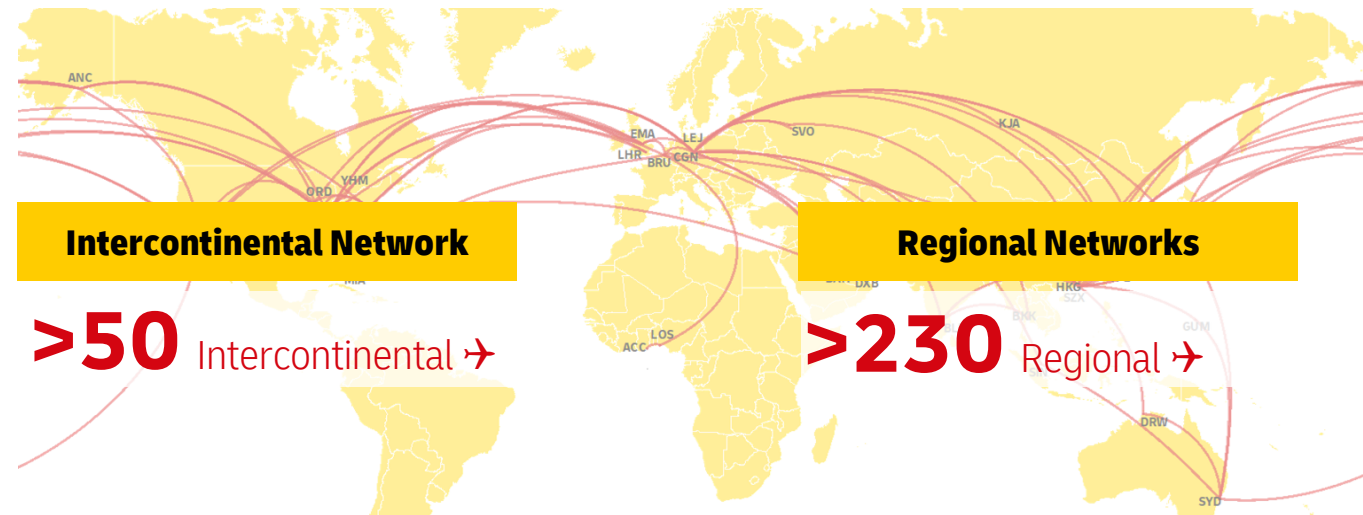 ANC
EMA
LEJ
SVO
KJA
LHR
BRU
CGN
YHM
ORD
Intercontinental Network
Regional Networks
MIA
DXB
HKG
SZX
BKK
GUM
>50 Intercontinental ✈
LOS
ACC
>230 Regional ✈
DRW
SYD